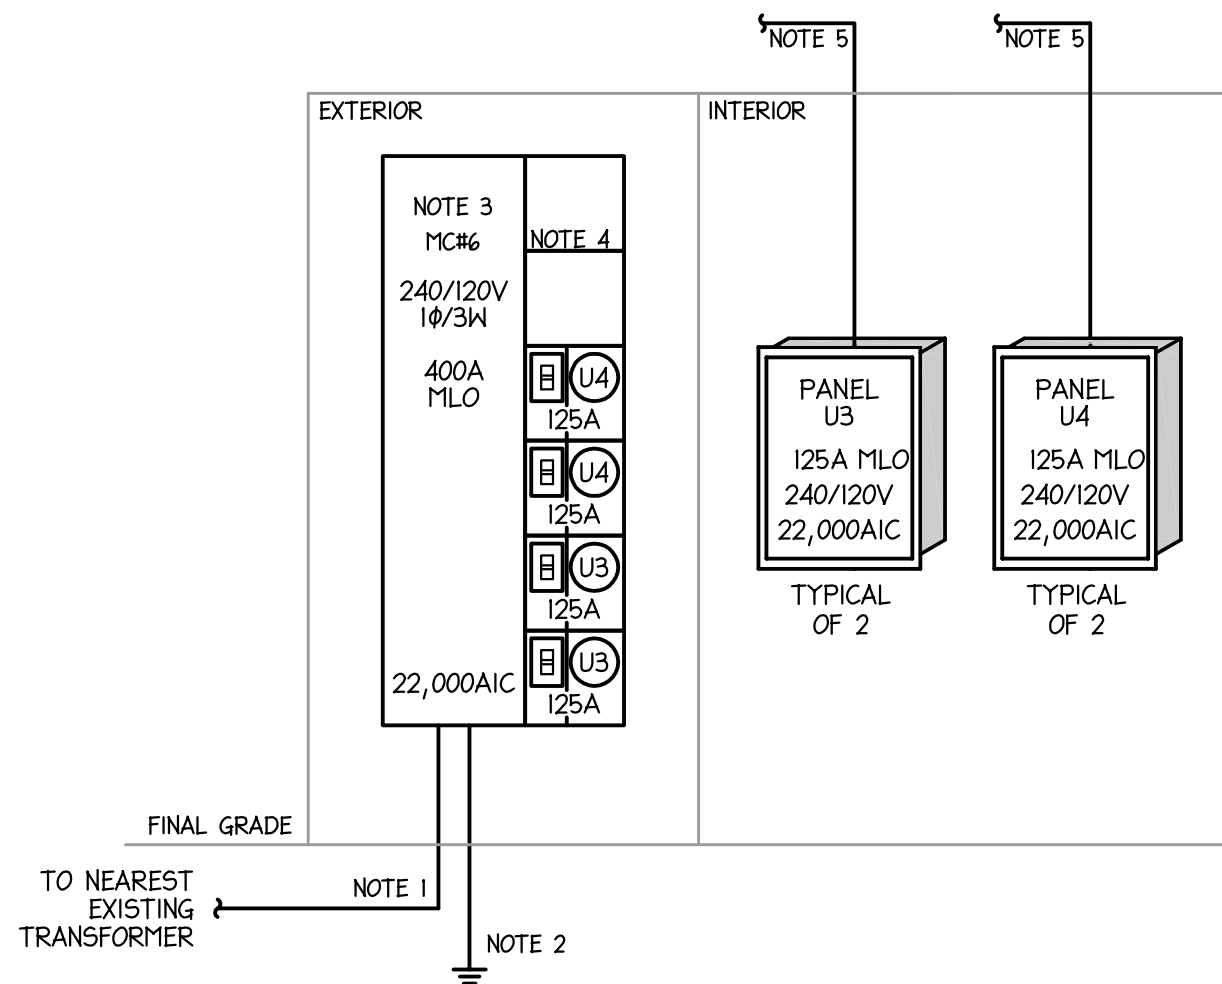 NOTE 5
NOTE 5
EXTERIOR
INTERIOR
NOTE 3
MC#6
NOTE 4
240/120V
1ϕ/3W
400A
MLO
U4
125A
U4
125A
U3
125A
U3
125A
22,000AIC
PANEL
U3
125A MLO
240/120V
22,000AIC
TYPICAL
OF 2
PANEL
U4
125A MLO
240/120V
22,000AIC
TYPICAL
OF 2
FINAL GRADE
TO NEAREST
EXISTING
TRANSFORMER
NOTE 1
NOTE 2